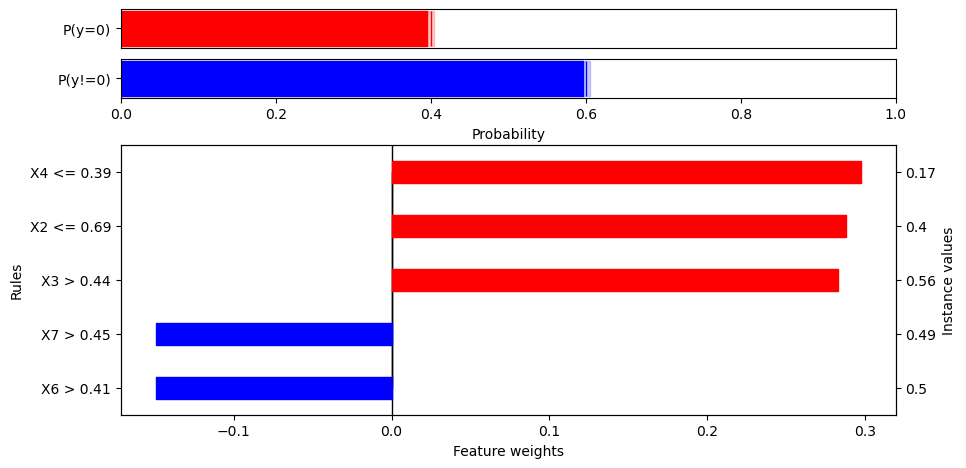 P(y=0)
P(y!=0)
0.0 0.2 0.4 0.6 0.8 1.0
Probability
X4 <= 0.39 0.17
X2 <= 0.69 0.4
X3 > 0.44 0.56
X7 > 0.45 0.49
X6 > 0.41 0.5
Rules
Instance values
−0.1 0.0 0.1 0.2 0.3
Feature weights